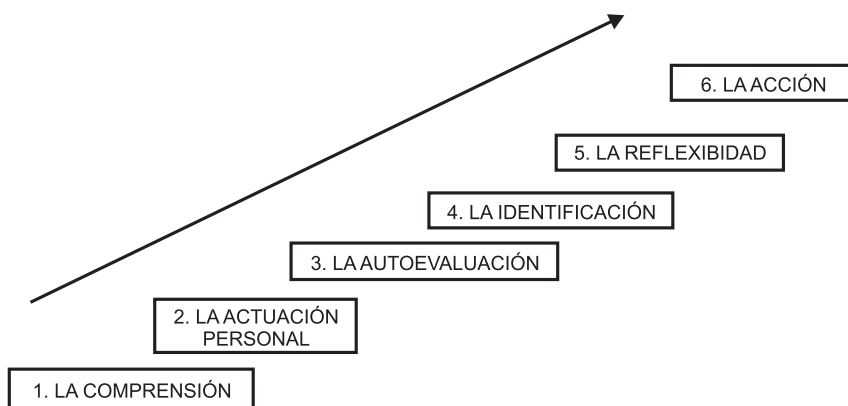 6. LA ACCIÓN
5. LA REFLEXIBIDAD
4. LA IDENTIFICACIÓN
3. LA AUTOEVALUACIÓN
2. LA ACTUACIÓN
PERSONAL
1. LA COMPRENSIÓN